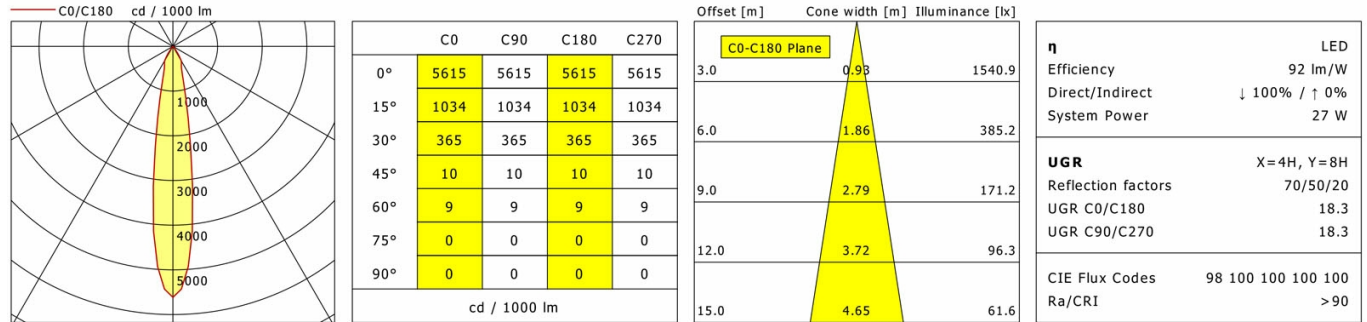 C0/C180 cd / 1000 lm
1000
2000
3000
4000
5000
C0 C90 C180 C270
0° 5615 5615 5615 5615
15° 1034 1034 1034 1034
30° 365 365 365 365
45° 10 10 10 10
60° 9 9 9 9
75° 0 0 0 0
90° 0 0 0 0
cd / 1000 lm
Offset [m] Cone width [m] Illuminance [lx]
C0-C180 Plane
3.0 0.93 1540.9
6.0 1.86 385.2
9.0 2.79 171.2
12.0 3.72 96.3
15.0 4.65 61.6
η LED
Efficiency 92 lm/W
Direct/Indirect ↓ 100% / ↑ 0%
System Power 27 W
UGR X=4H, Y=8H
Reflection factors 70/50/20
UGR C0/C180 18.3
UGR C90/C270 18.3
CIE Flux Codes 98 100 100 100 100
Ra/CRI >90